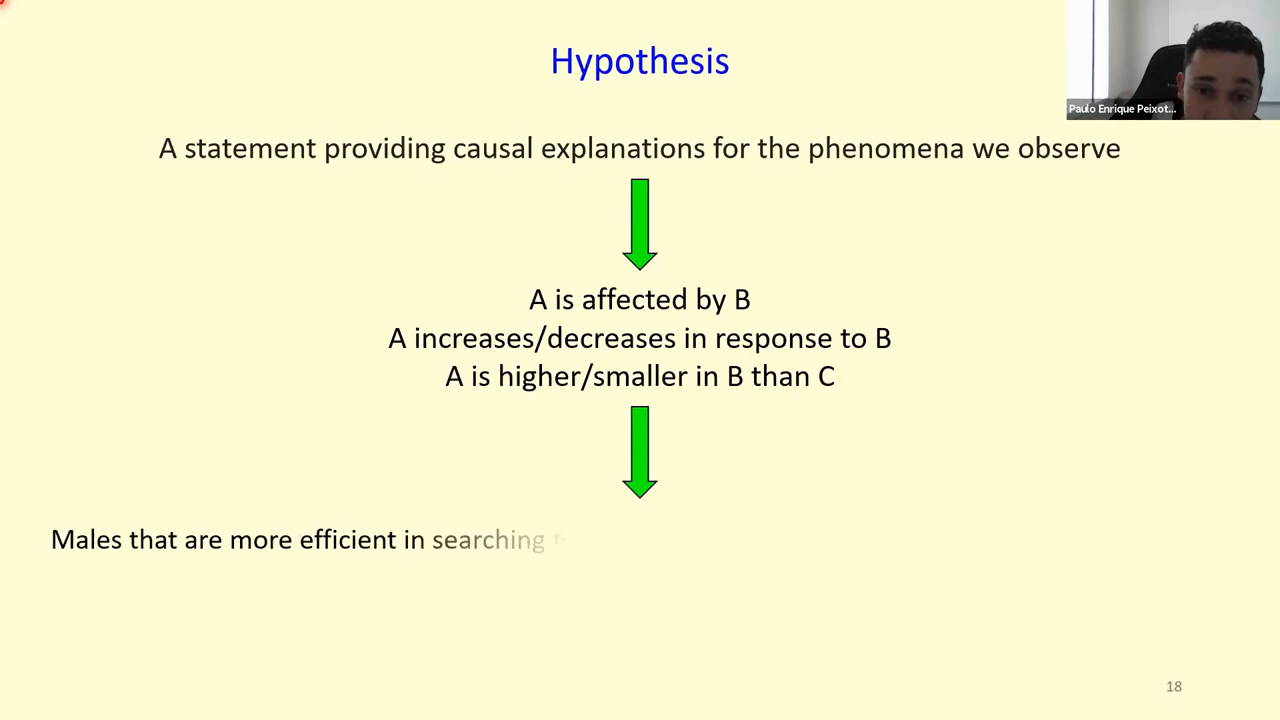 Hypothesis
Paulo Enrique Peixot...
A statement providing causal explanations for the phenomena we observe
A is affected by B
A increases/decreases in response to B
A is higher/smaller in B than C
Males that are more efficient in searching
18